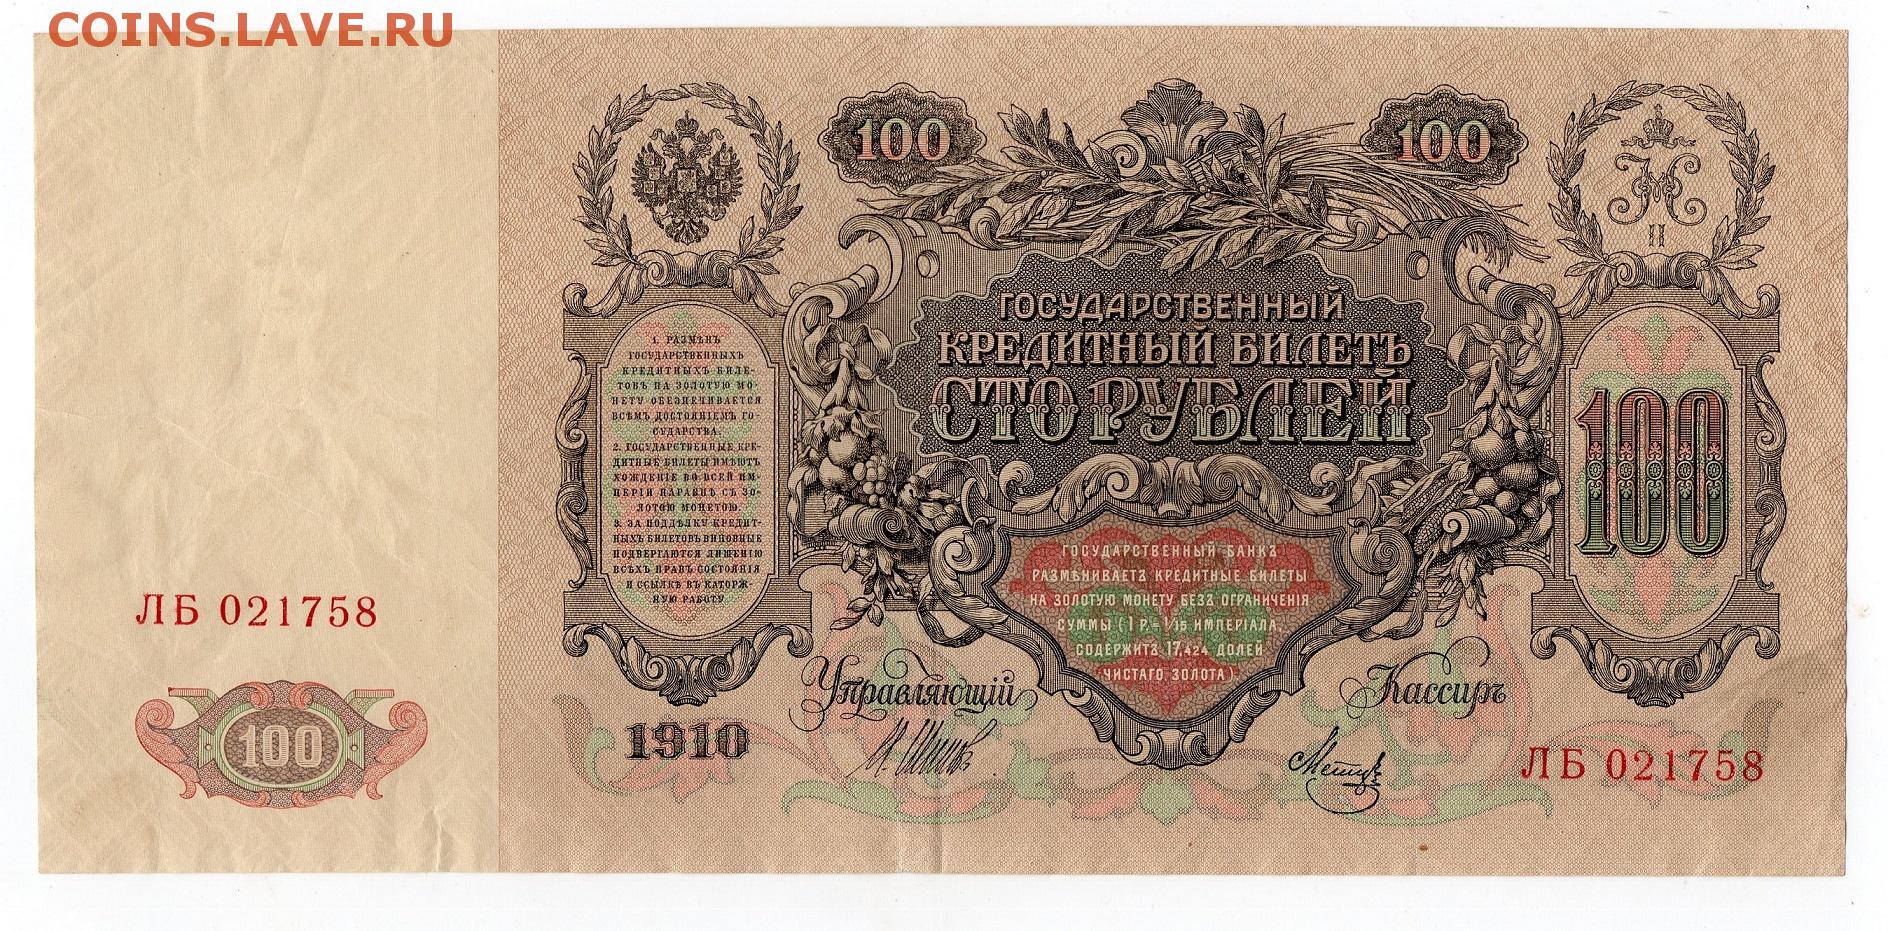 COINS.LAVE.RU
100
100
II
ГОСУДАРСТВЕННЫЙ
КРЕДИТНЫЙ БИЛЕТЪ
СТО РУБЛЕЙ
1. РАЗМѢНЪ
ГОСУДАРСТВЕННЫХЪ
КРЕДИТНЫХЪ БИЛЕ-
ТОВЪ НА ЗОЛОТУЮ МО-
НЕТУ ОБЕЗПЕЧИВАЕТСЯ
ВСѢМЪ ДОСТОЯНІЕМЪ ГО-
СУДАРСТВА.
2. ГОСУДАРСТВЕННЫЕ КРЕ-
ДИТНЫЕ БИЛЕТЫ ИМѢЮТЪ
ХОЖДЕНІЕ ВО ВСЕЙ ИМ-
ПЕРІИ НАРАВНѢ СЪ ЗО-
ЛОТОЮ МОНЕТОЮ.
3. ЗА ПОДДѢЛКУ КРЕДИТ-
НЫХЪ БИЛЕТОВЪ ВИНОВНЫЕ
ПОДВЕРГАЮТСЯ ЛИШЕНІЮ
ВСѢХЪ ПРАВЪ СОСТОЯНІЯ
И ССЫЛКѢ ВЪ КАТОРЖ-
НУЮ РАБОТУ
100
ГОСУДАРСТВЕННЫЙ БАНКЪ
РАЗМѢНИВАЕТЪ КРЕДИТНЫЕ БИЛЕТЫ
НА ЗОЛОТУЮ МОНЕТУ БЕЗЪ ОГРАНИЧЕНІЯ
СУММЫ (1 Р.= 1/15 ИМПЕРІАЛА,
СОДЕРЖИТЪ 17,424 ДОЛЕЙ
ЧИСТАГО ЗОЛОТА)
ЛБ 021758
100
Управляющій
Кассиръ
1910
И. Шиповъ
ЛБ 021758